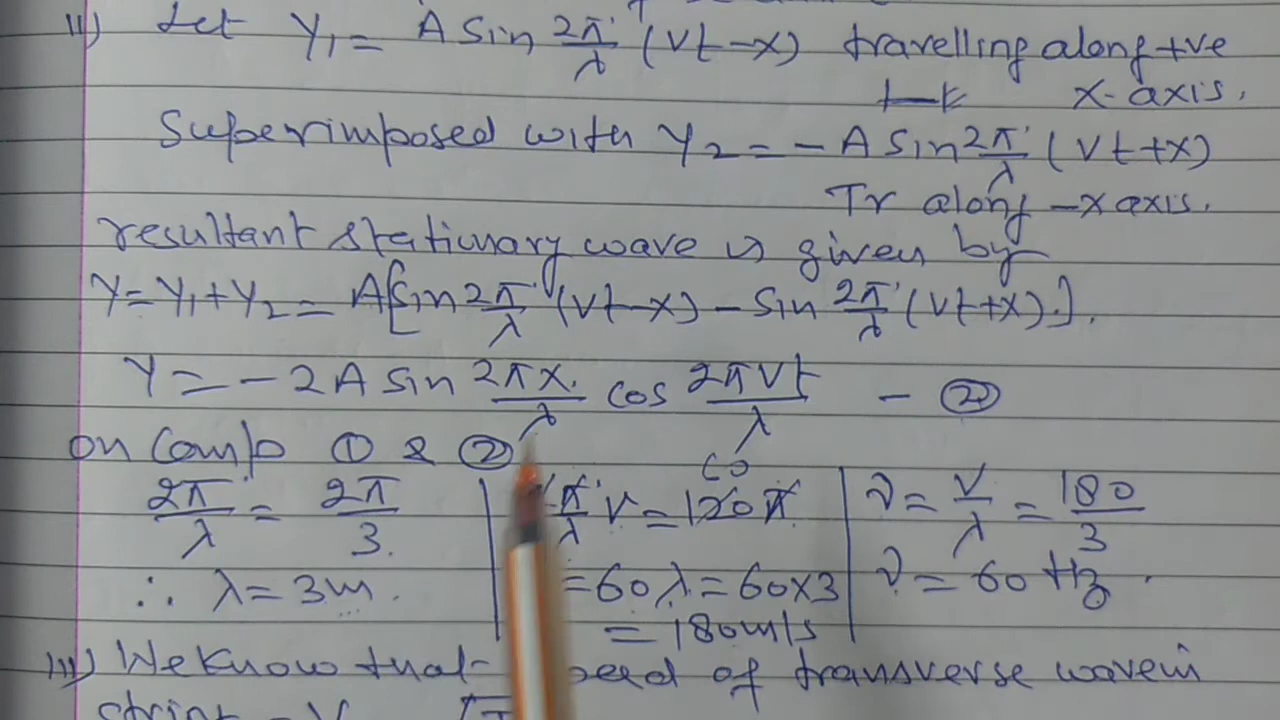 ii) Let Y₁ = A Sin 2π/λ (Vt-x) travelling along +ve
x-axis.
Superimposed with Y₂ = -A Sin 2π/λ (Vt+x)
Tr along -x axis.
resultant stationary wave is given by
Y = Y₁+Y₂ = A[Sin 2π/λ (Vt-x) - Sin 2π/λ (Vt+x)].
Y = -2A Sin 2πx/λ cos 2πVt/λ - ②
on Comp ① & ②
2π/λ = 2π/3.
∴ λ = 3m.
π/λ V = 120π
60
= 60λ = 60×3
= 180m/s
ν = V/λ = 180/3
ν = 60 Hz.
iii) We Know that of transverse wave in